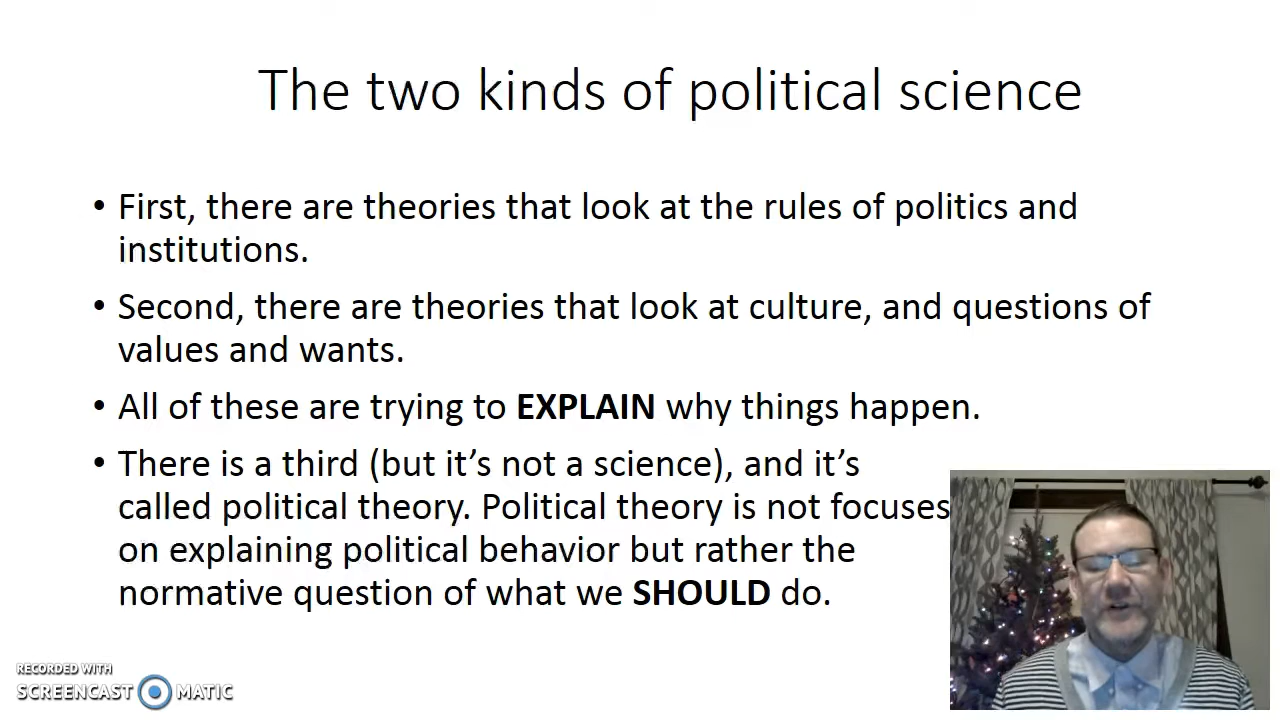 The two kinds of political science
• First, there are theories that look at the rules of politics and
institutions.
• Second, there are theories that look at culture, and questions of
values and wants.
• All of these are trying to EXPLAIN why things happen.
• There is a third (but it’s not a science), and it’s
called political theory. Political theory is not focuses
on explaining political behavior but rather the
normative question of what we SHOULD do.
RECORDED WITH
SCREENCAST MATIC